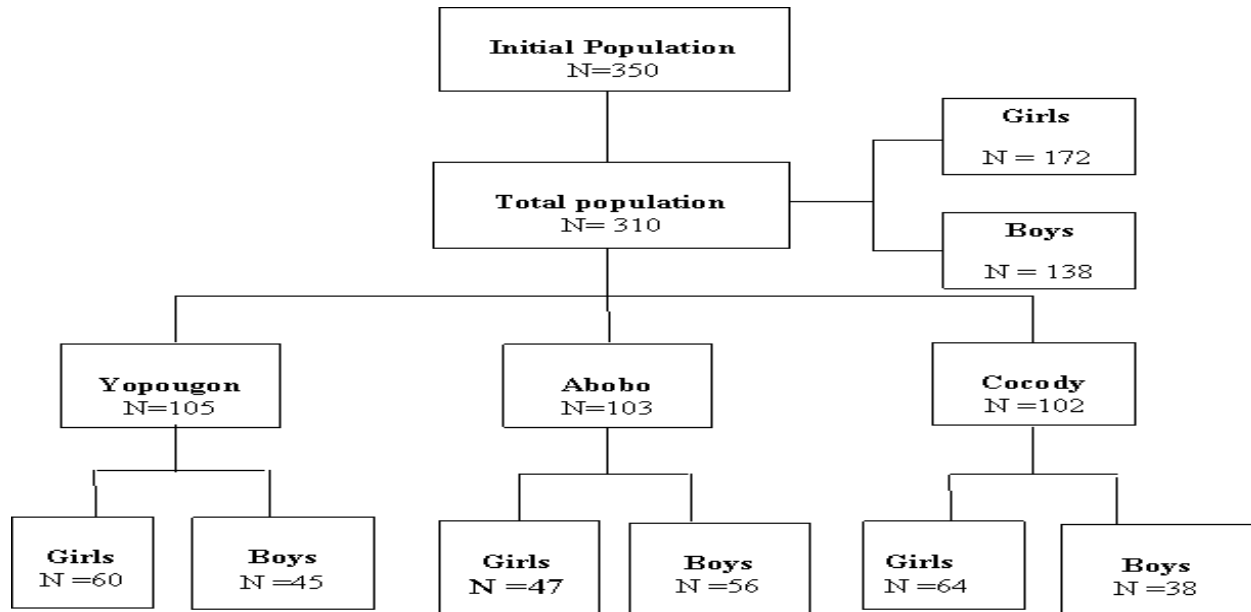 Initial Population
N=350
Girls
N = 172
Total population
N= 310
Boys
N = 138
Yopougon
N=105
Abobo
N=103
Cocody
N =102
Girls
N =60
Boys
N =45
Girls
N =47
Boys
N =56
Girls
N =64
Boys
N =38